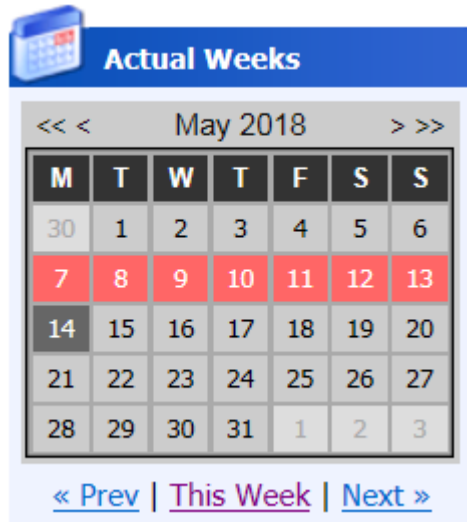 Actual Weeks
<< < May 2018 > >>
M T W T F S S
30 1 2 3 4 5 6
7 8 9 10 11 12 13
14 15 16 17 18 19 20
21 22 23 24 25 26 27
28 29 30 31 1 2 3
« Prev | This Week | Next »